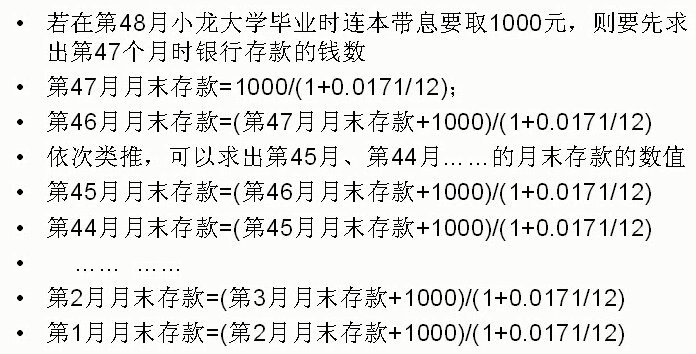 • 若在第48月小龙大学毕业时连本带息要取1000元，则要先求
出第47个月时银行存款的钱数
• 第47月月末存款=1000/(1+0.0171/12)；
• 第46月月末存款=(第47月月末存款+1000)/(1+0.0171/12)
• 依次类推，可以求出第45月、第44月……的月末存款的数值
• 第45月月末存款=(第46月月末存款+1000)/(1+0.0171/12)
• 第44月月末存款=(第45月月末存款+1000)/(1+0.0171/12)
• …… ……
• 第2月月末存款=(第3月月末存款+1000)/(1+0.0171/12)
• 第1月月末存款=(第2月月末存款+1000)/(1+0.0171/12)